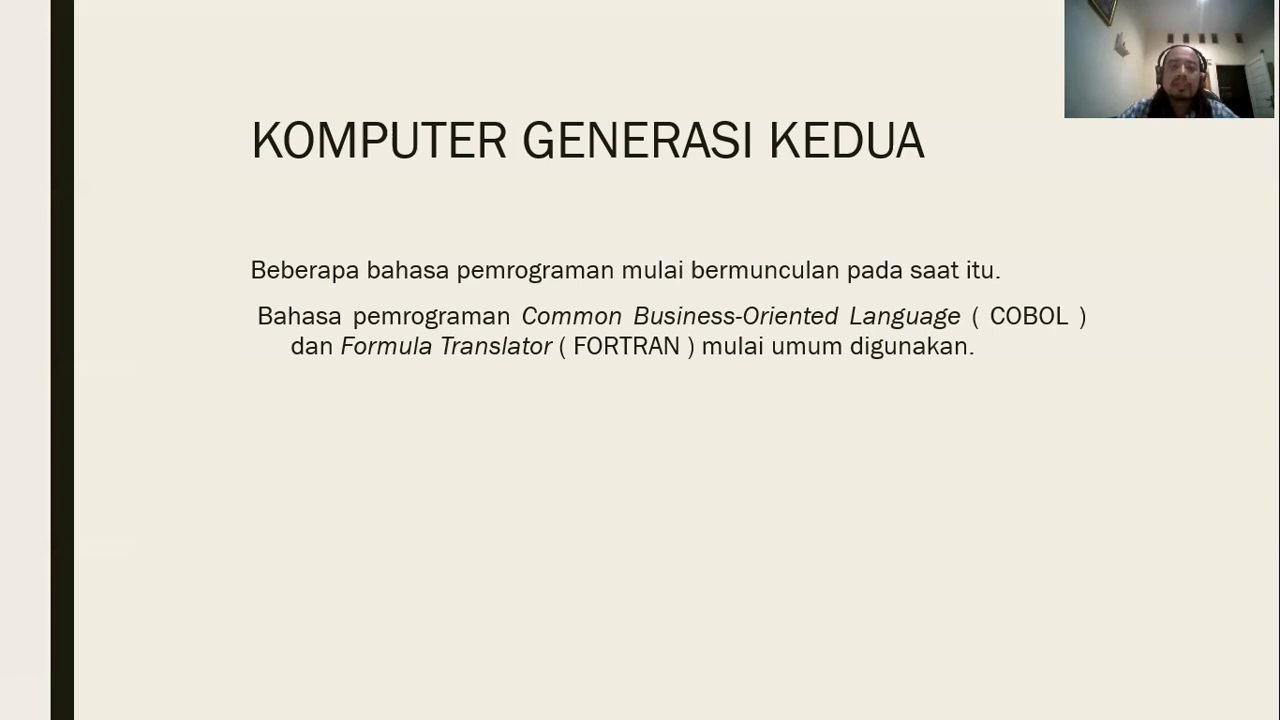 KOMPUTER GENERASI KEDUA
Beberapa bahasa pemrograman mulai bermunculan pada saat itu.
Bahasa pemrograman Common Business-Oriented Language ( COBOL )
dan Formula Translator ( FORTRAN ) mulai umum digunakan.